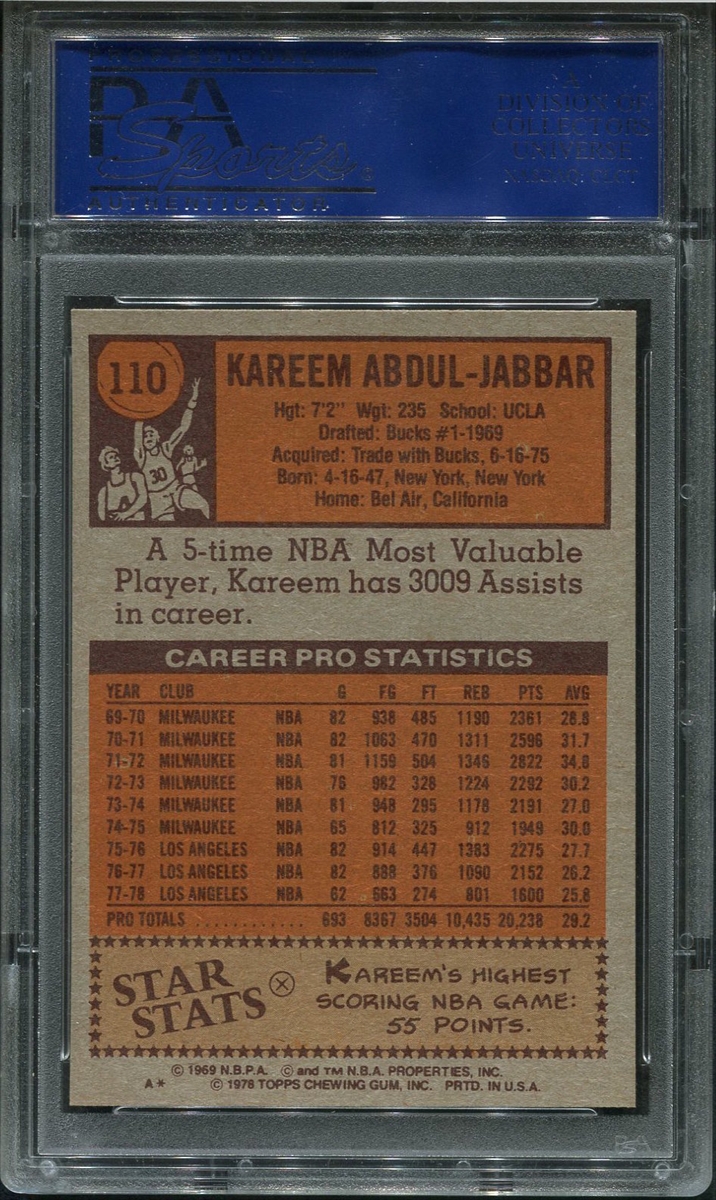 PROFESSIONAL
PSA
Sports®
AUTHENTICATOR
A
DIVISION OF
COLLECTORS
UNIVERSE
NASDAQ: CLCT
110
30
KAREEM ABDUL-JABBAR
Hgt: 7'2" Wgt: 235 School: UCLA
Drafted: Bucks #1-1969
Acquired: Trade with Bucks, 6-16-75
Born: 4-16-47, New York, New York
Home: Bel Air, California
A 5-time NBA Most Valuable
Player, Kareem has 3009 Assists
in career.
CAREER PRO STATISTICS
YEAR CLUB G FG FT REB PTS AVG
69-70 MILWAUKEE NBA 82 938 485 1190 2361 28.8
70-71 MILWAUKEE NBA 82 1063 470 1311 2596 31.7
71-72 MILWAUKEE NBA 81 1159 504 1346 2822 34.8
72-73 MILWAUKEE NBA 76 982 328 1224 2292 30.2
73-74 MILWAUKEE NBA 81 948 295 1178 2191 27.0
74-75 MILWAUKEE NBA 65 812 325 912 1949 30.0
75-76 LOS ANGELES NBA 82 914 447 1383 2275 27.7
76-77 LOS ANGELES NBA 82 888 376 1090 2152 26.2
77-78 LOS ANGELES NBA 62 663 274 801 1600 25.8
PRO TOTALS ............ 693 8367 3504 10,435 20,238 29.2
STAR
STATS
KAREEM'S HIGHEST
SCORING NBA GAME:
55 POINTS.
© 1969 N.B.P.A. © and TM N.B.A. PROPERTIES, INC.
A* © 1978 TOPPS CHEWING GUM, INC. PRTD. IN U.S.A.
PSA